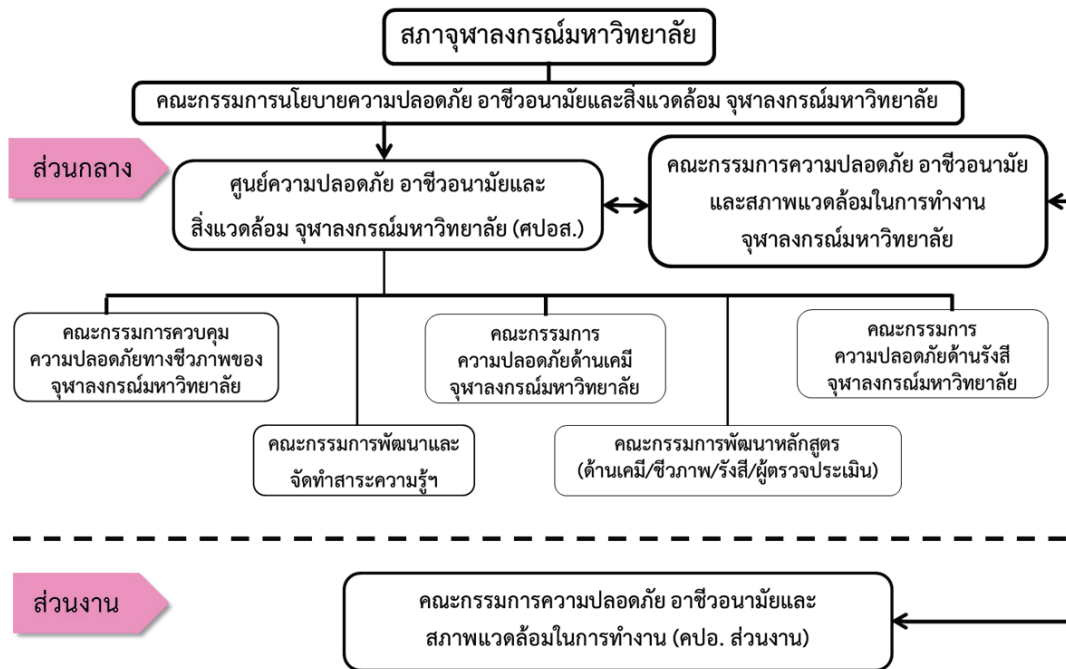 สภาจุฬาลงกรณ์มหาวิทยาลัย
คณะกรรมการนโยบายความปลอดภัย อาชีวอนามัยและสิ่งแวดล้อม จุฬาลงกรณ์มหาวิทยาลัย
ส่วนกลาง
ศูนย์ความปลอดภัย อาชีวอนามัยและ
สิ่งแวดล้อม จุฬาลงกรณ์มหาวิทยาลัย (ศปอส.)
คณะกรรมการความปลอดภัย อาชีวอนามัย
และสภาพแวดล้อมในการทำงาน
จุฬาลงกรณ์มหาวิทยาลัย
คณะกรรมการควบคุม
ความปลอดภัยทางชีวภาพของ
จุฬาลงกรณ์มหาวิทยาลัย
คณะกรรมการ
ความปลอดภัยด้านเคมี
จุฬาลงกรณ์มหาวิทยาลัย
คณะกรรมการ
ความปลอดภัยด้านรังสี
จุฬาลงกรณ์มหาวิทยาลัย
คณะกรรมการพัฒนาและ
จัดทำสาระความรู้ฯ
คณะกรรมการพัฒนาหลักสูตร
(ด้านเคมี/ชีวภาพ/รังสี/ผู้ตรวจประเมิน)
ส่วนงาน
คณะกรรมการความปลอดภัย อาชีวอนามัยและ
สภาพแวดล้อมในการทำงาน (คปอ. ส่วนงาน)